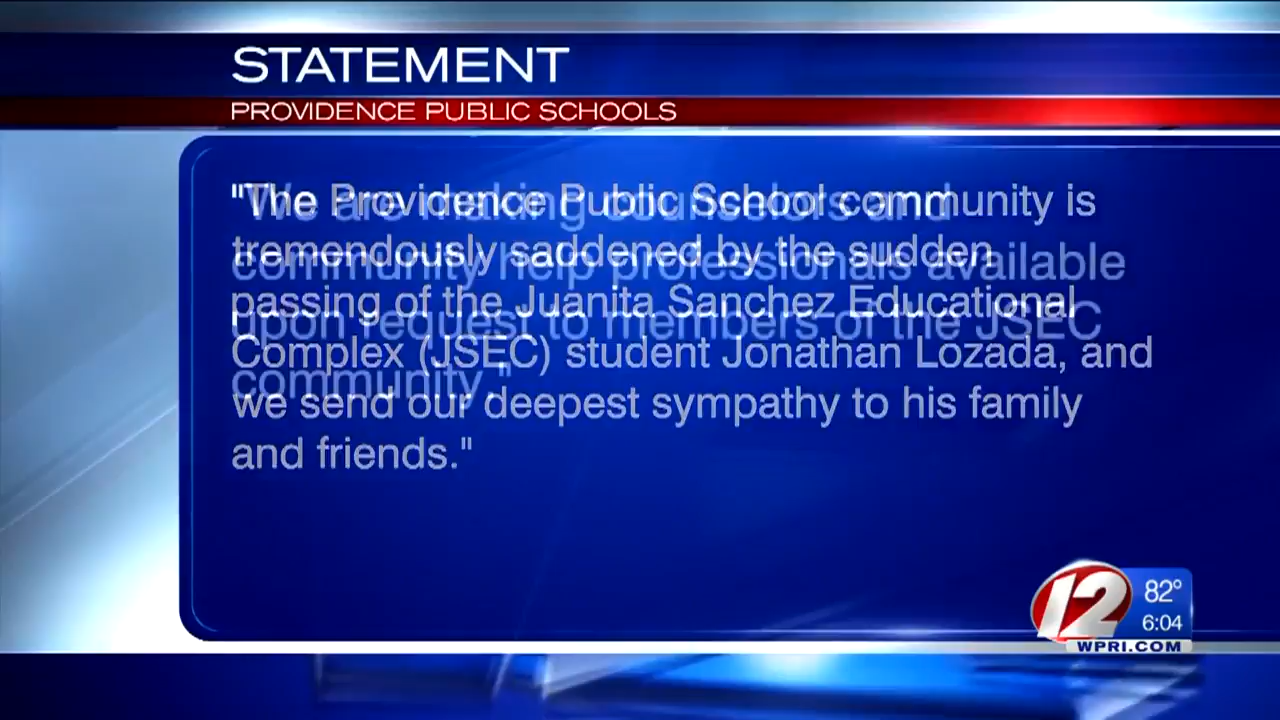 STATEMENT
PROVIDENCE PUBLIC SCHOOLS
"The Providence Public School community is
tremendously saddened by the sudden
passing of the Juanita Sanchez Educational
Complex (JSEC) student Jonathan Lozada, and
we send our deepest sympathy to his family
and friends."
"We are making counselors and
community help professionals available
upon request to members of the JSEC
community."
12
82°
6:04
WPRI.COM